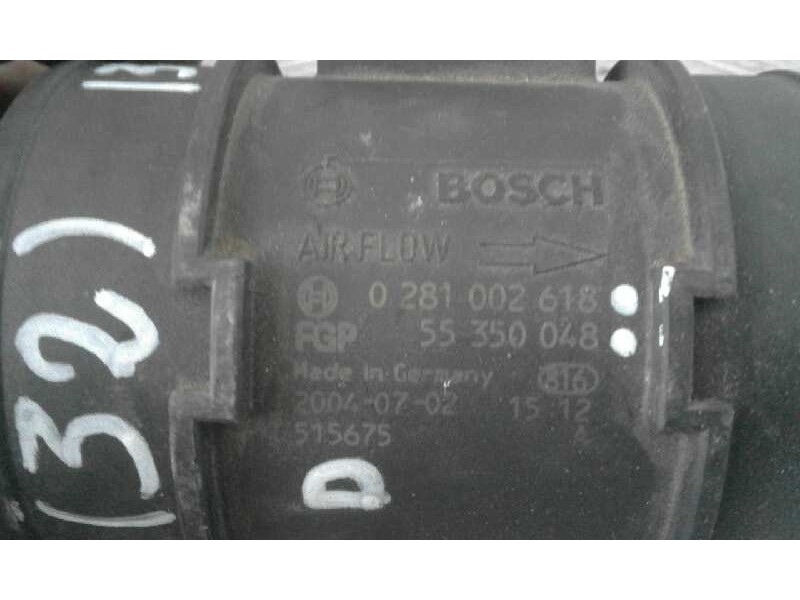 BOSCH
AIR FLOW
0 281 002 618
FGP 55 350 048
Made in Germany 316
2004-07-02 15 12
515675 A
D
(32)